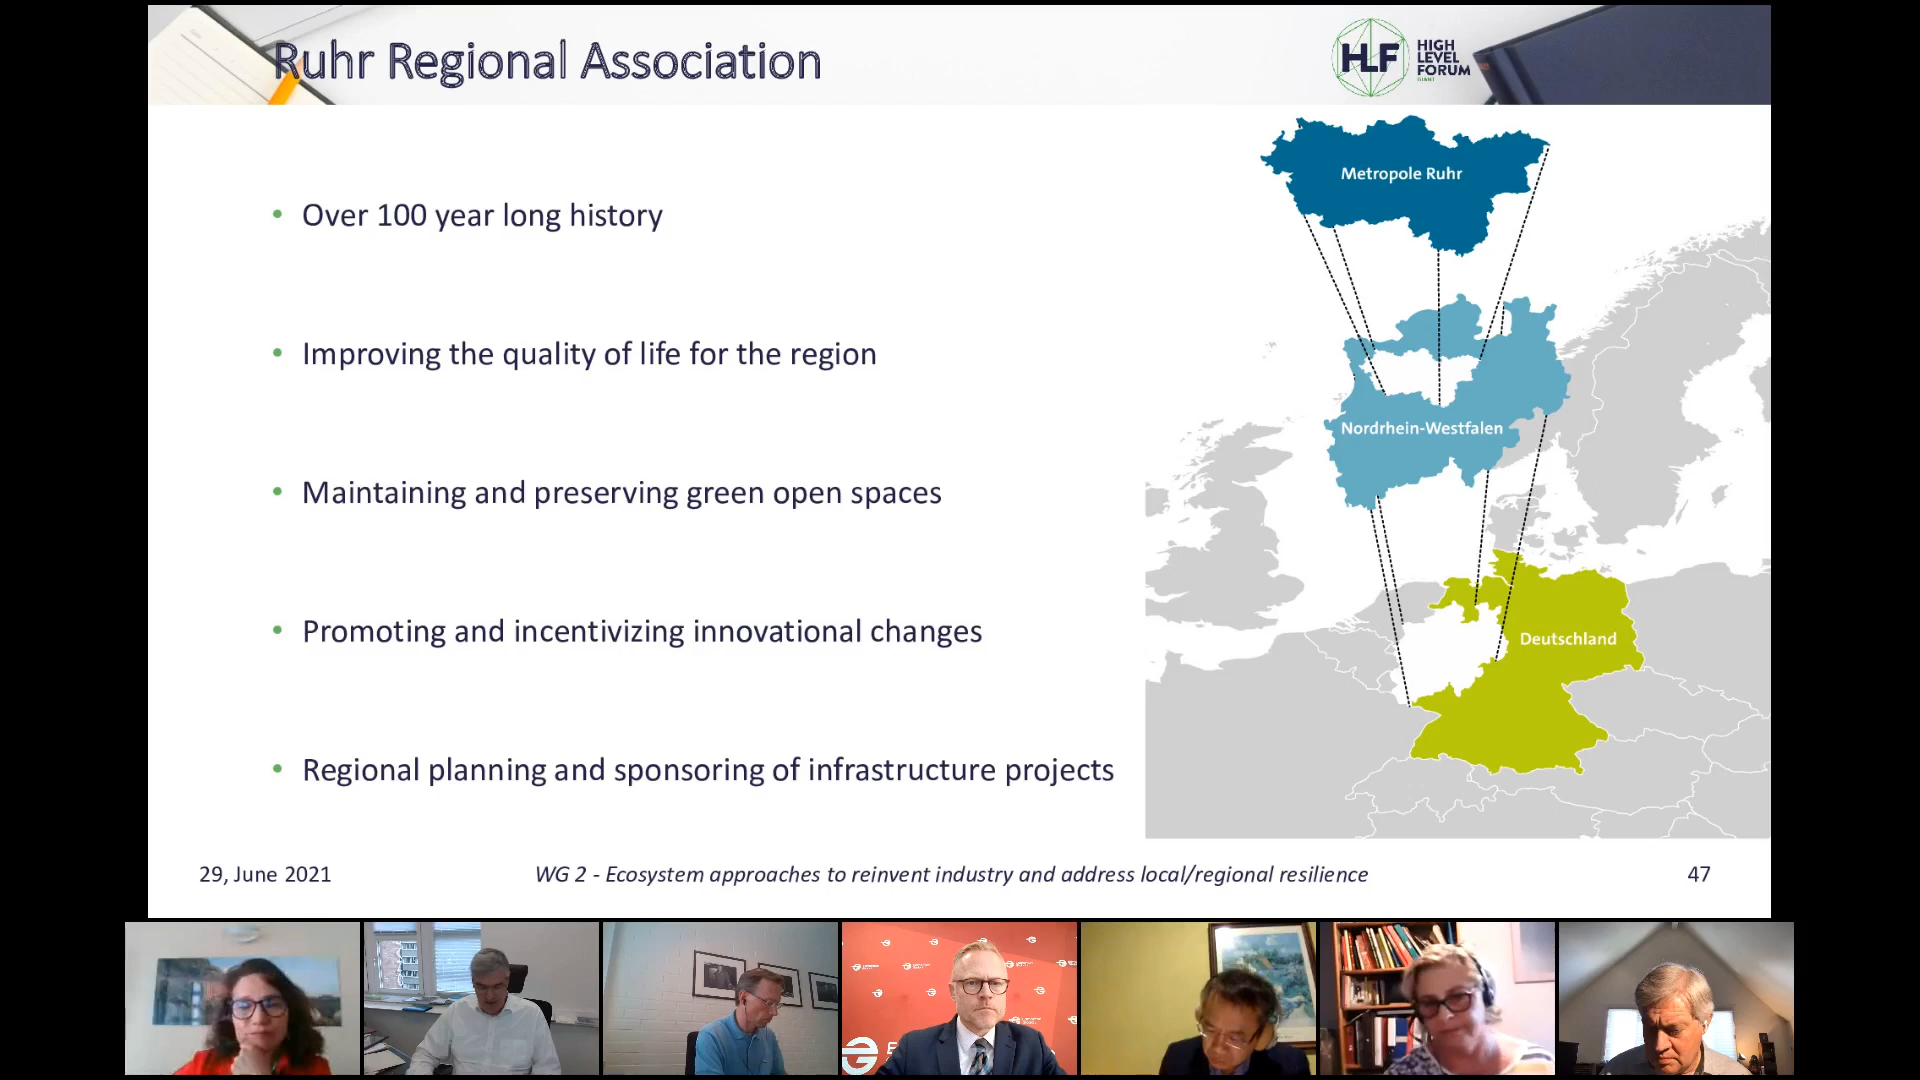 Ruhr Regional Association
HLF
HIGH
LEVEL
FORUM
GIANT
Metropole Ruhr
• Over 100 year long history
• Improving the quality of life for the region
Nordrhein-Westfalen
• Maintaining and preserving green open spaces
• Promoting and incentivizing innovational changes
Deutschland
• Regional planning and sponsoring of infrastructure projects
29, June 2021
WG 2 - Ecosystem approaches to reinvent industry and address local/regional resilience
47